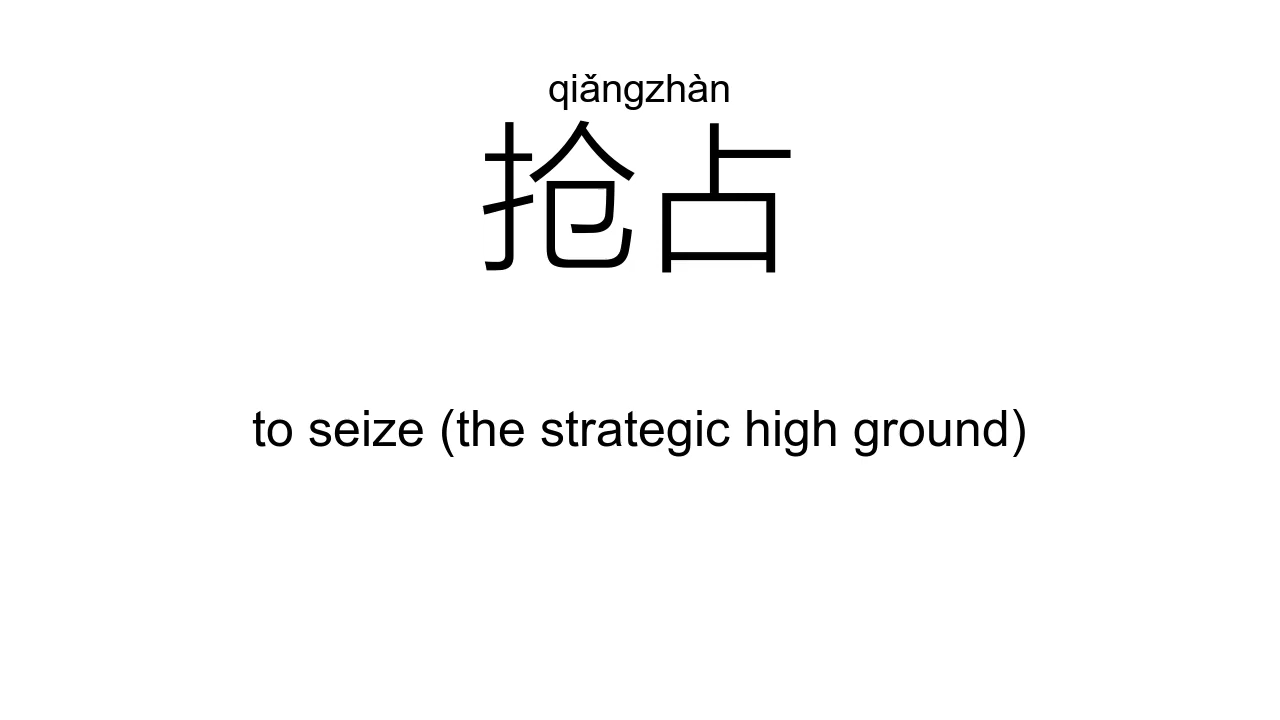 qiǎngzhàn
抢占
to seize (the strategic high ground)